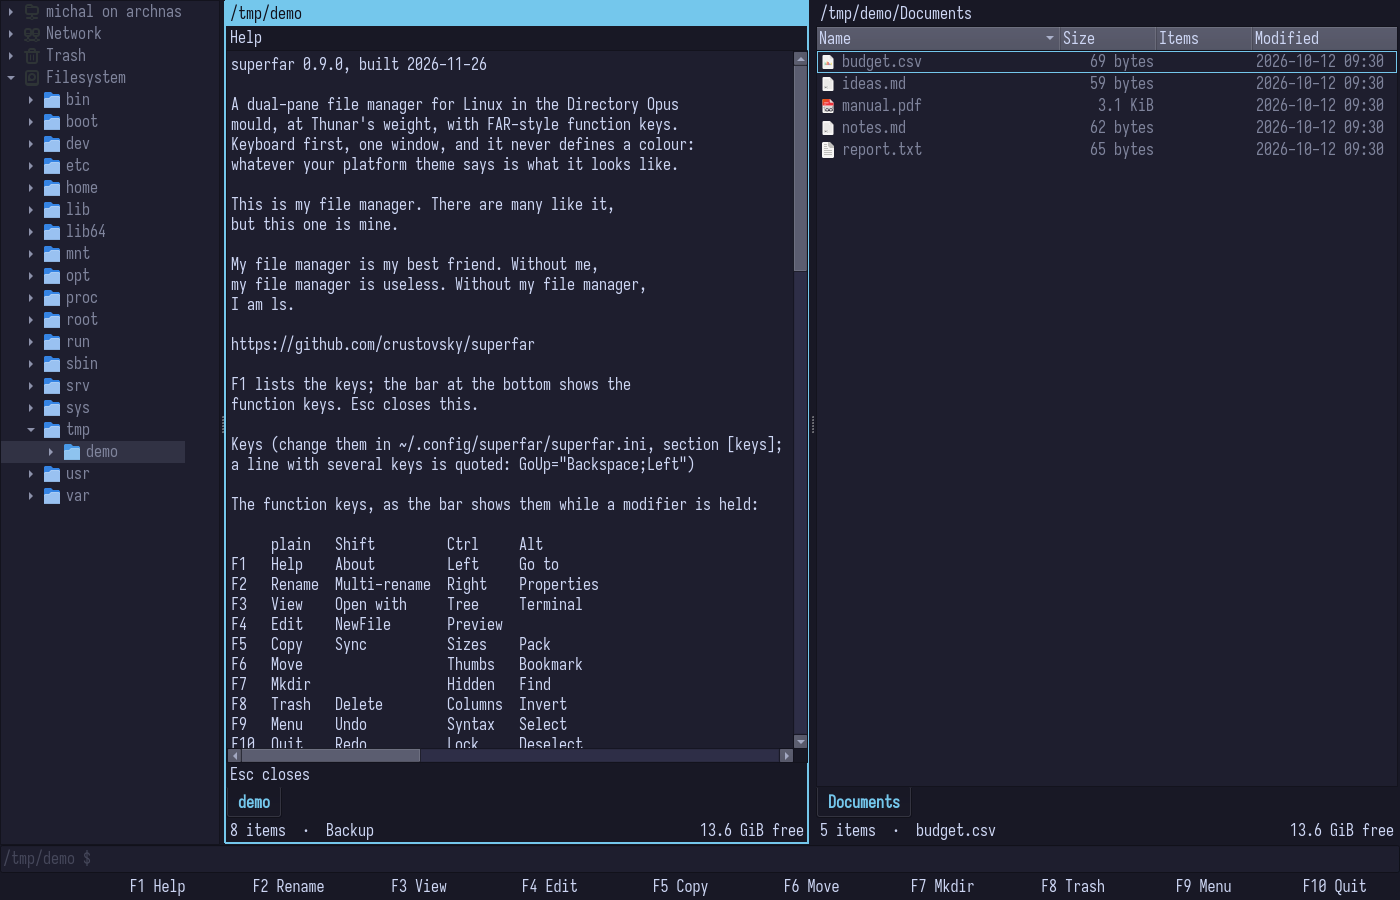 michal on archnas
Network
Trash
Filesystem
bin
boot
dev
etc
home
lib
lib64
mnt
opt
proc
root
run
sbin
srv
sys
tmp
demo
usr
var
/tmp/demo
Help
superfar 0.9.0, built 2026-11-26
A dual-pane file manager for Linux in the Directory Opus
mould, at Thunar's weight, with FAR-style function keys.
Keyboard first, one window, and it never defines a colour:
whatever your platform theme says is what it looks like.
This is my file manager. There are many like it,
but this one is mine.
My file manager is my best friend. Without me,
my file manager is useless. Without my file manager,
I am ls.
https://github.com/crustovsky/superfar
F1 lists the keys; the bar at the bottom shows the
function keys. Esc closes this.
Keys (change them in ~/.config/superfar/superfar.ini, section [keys];
a line with several keys is quoted: GoUp="Backspace;Left")
The function keys, as the bar shows them while a modifier is held:
plain Shift Ctrl Alt
F1 Help About Left Go to
F2 Rename Multi-rename Right Properties
F3 View Open with Tree Terminal
F4 Edit NewFile Preview
F5 Copy Sync Sizes Pack
F6 Move Thumbs Bookmark
F7 Mkdir Hidden Find
F8 Trash Delete Columns Invert
F9 Menu Undo Syntax Select
F10 Quit Redo Lock Deselect
Esc closes
demo
8 items · Backup 13.6 GiB free
/tmp/demo/Documents
Name Size Items Modified
budget.csv 69 bytes 2026-10-12 09:30
ideas.md 59 bytes 2026-10-12 09:30
manual.pdf 3.1 KiB 2026-10-12 09:30
notes.md 62 bytes 2026-10-12 09:30
report.txt 65 bytes 2026-10-12 09:30
Documents
5 items · budget.csv 13.6 GiB free
/tmp/demo $
F1 Help F2 Rename F3 View F4 Edit F5 Copy F6 Move F7 Mkdir F8 Trash F9 Menu F10 Quit